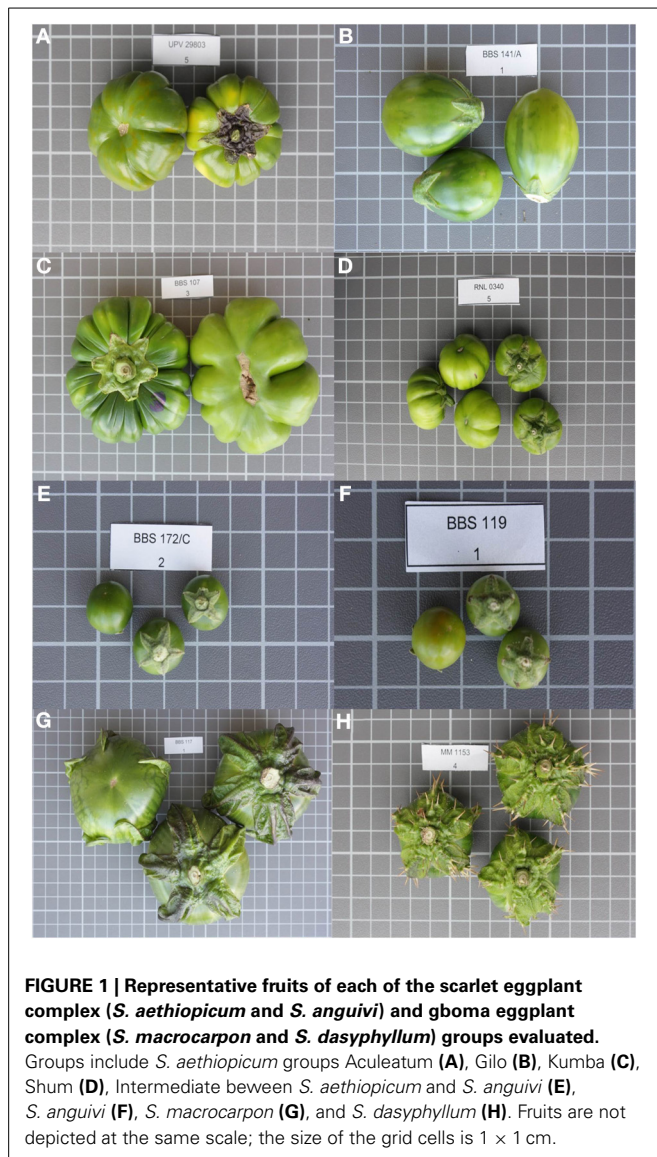 A
UPV 29803
5
B
BBS 141/A
1
C
BBS 107
3
D
RNL 0340
5
E
BBS 172/C
2
F
BBS 119
1
G
BBS 117
H
MM 1153
4
FIGURE 1 | Representative fruits of each of the scarlet eggplant
complex (S. aethiopicum and S. anguivi) and gboma eggplant
complex (S. macrocarpon and S. dasyphyllum) groups evaluated.
Groups include S. aethiopicum groups Aculeatum (A), Gilo (B), Kumba (C),
Shum (D), Intermediate beween S. aethiopicum and S. anguivi (E),
S. anguivi (F), S. macrocarpon (G), and S. dasyphyllum (H). Fruits are not
depicted at the same scale; the size of the grid cells is 1 × 1 cm.